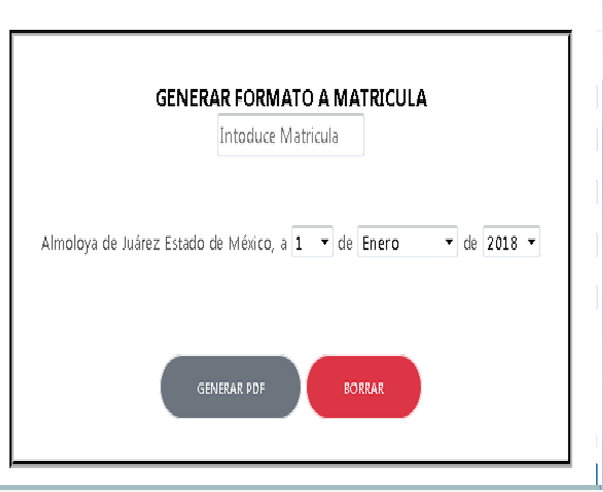 GENERAR FORMATO A MATRICULA
Intoduce Matricula
Almoloya de Juárez Estado de México, a 1 de Enero de 2018
GENERAR PDF BORRAR